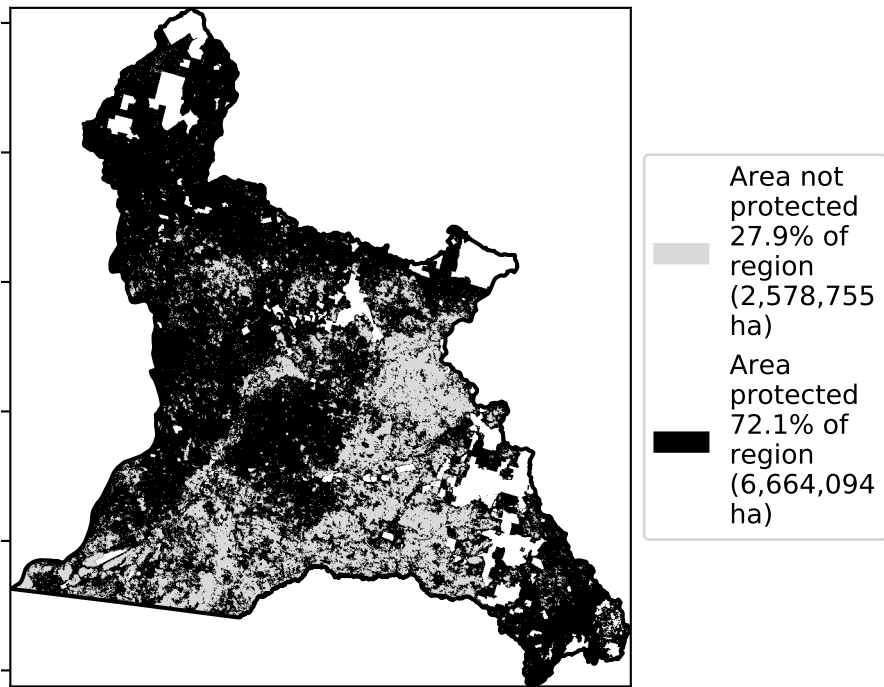 Area not
protected
27.9% of
region
(2,578,755
ha)
Area
protected
72.1% of
region
(6,664,094
ha)